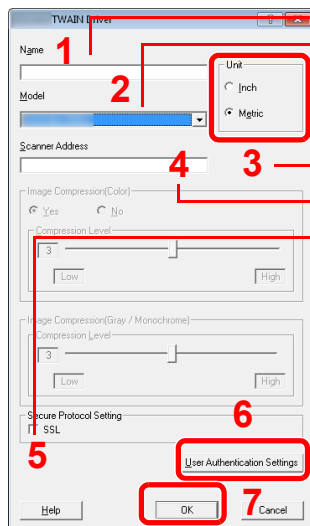 TWAIN Driver
Name
1
Unit
Inch
Metric
2
Model
Scanner Address
3
4
Image Compression(Color)
Yes No
Compression Level
3
Low High
Image Compression(Gray / Monochrome)
Compression Level
3
Low High
Secure Protocol Setting
SSL
5
6
User Authentication Settings
Help OK 7 Cancel